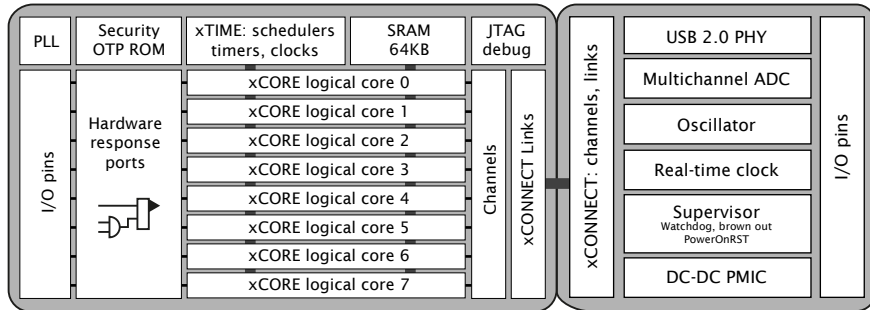 PLL
Security
OTP ROM
xTIME: schedulers
timers, clocks
SRAM
64KB
JTAG
debug
I/O pins
Hardware
response
ports
xCORE logical core 0
xCORE logical core 1
xCORE logical core 2
xCORE logical core 3
xCORE logical core 4
xCORE logical core 5
xCORE logical core 6
xCORE logical core 7
Channels
xCONNECT Links
xCONNECT: channels, links
USB 2.0 PHY
Multichannel ADC
Oscillator
Real-time clock
Supervisor
Watchdog, brown out
PowerOnRST
DC-DC PMIC
I/O pins